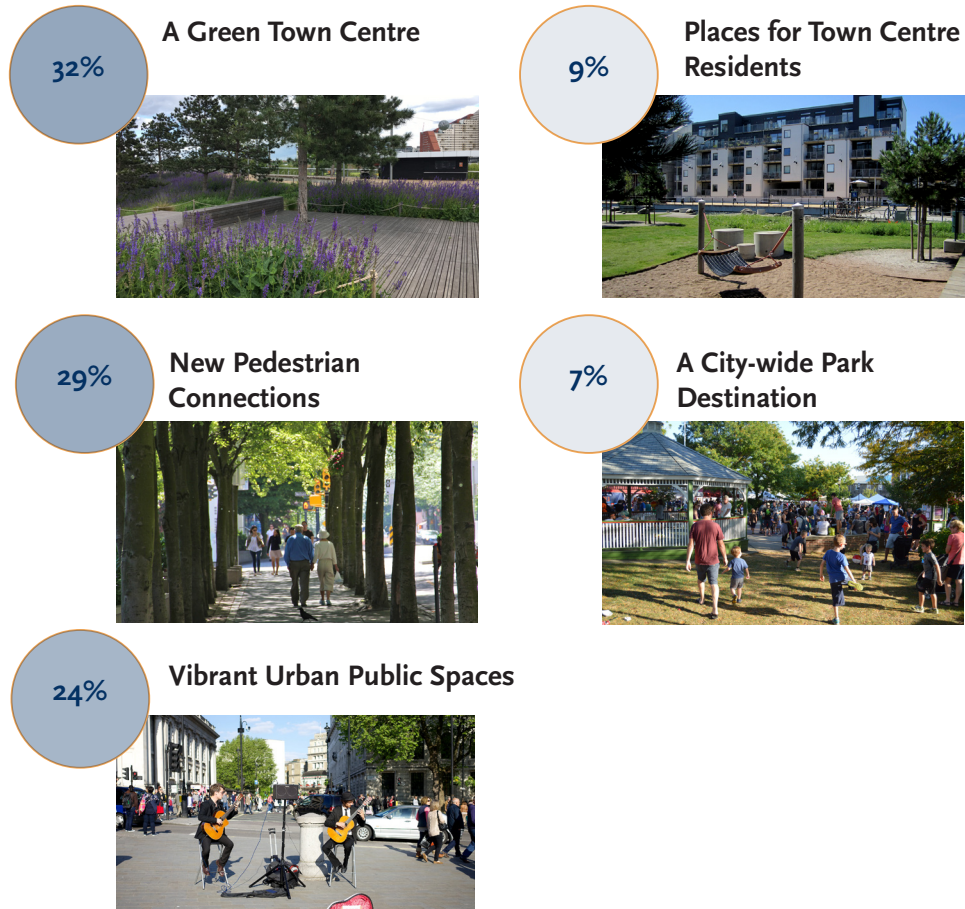 32%
A Green Town Centre
9%
Places for Town Centre
Residents
29%
New Pedestrian
Connections
7%
A City-wide Park
Destination
24%
Vibrant Urban Public Spaces